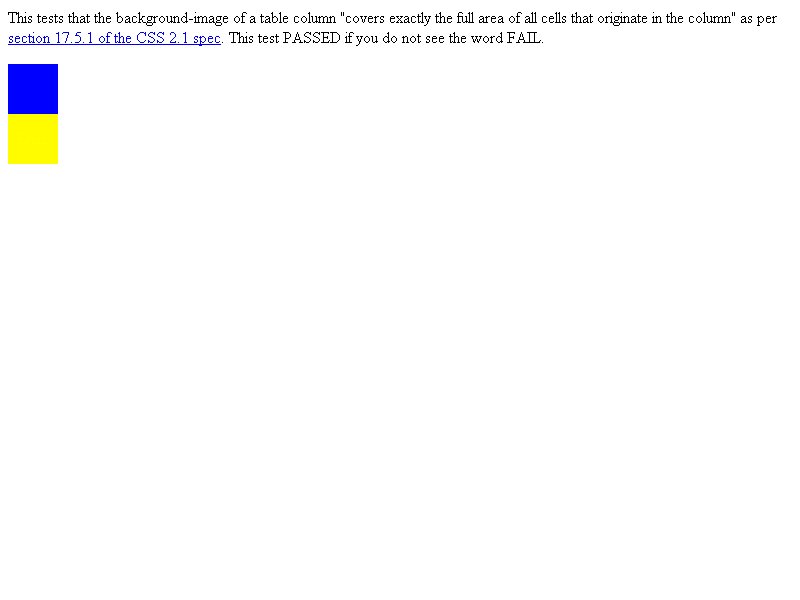 This tests that the background-image of a table column "covers exactly the full area of all cells that originate in the column" as per
section 17.5.1 of the CSS 2.1 spec. This test PASSED if you do not see the word FAIL.